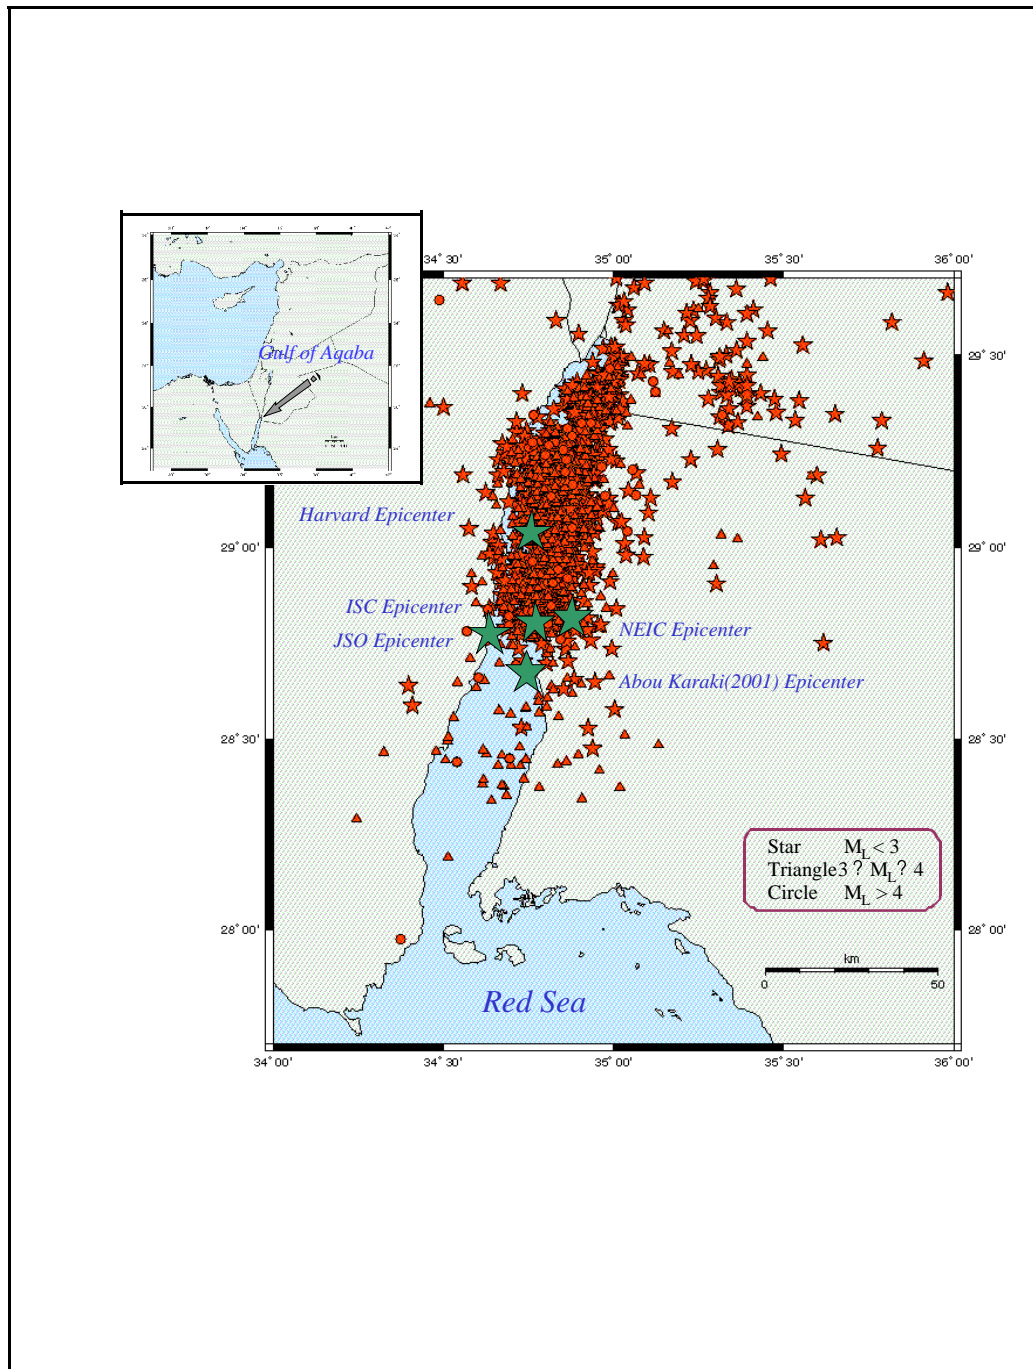 Gulf of Aqaba
34° 30' 35° 00' 35° 30' 36° 00'
29° 30'
Harvard Epicenter
29° 00' 29° 00'
ISC Epicenter
JSO Epicenter
NEIC Epicenter
Abou Karaki(2001) Epicenter
28° 30' 28° 30'
Star M_L < 3
Triangle 3 ? M_L ? 4
Circle M_L > 4
28° 00' 28° 00'
km
0 50
Red Sea
34° 00' 34° 30' 35° 00' 35° 30' 36° 00'